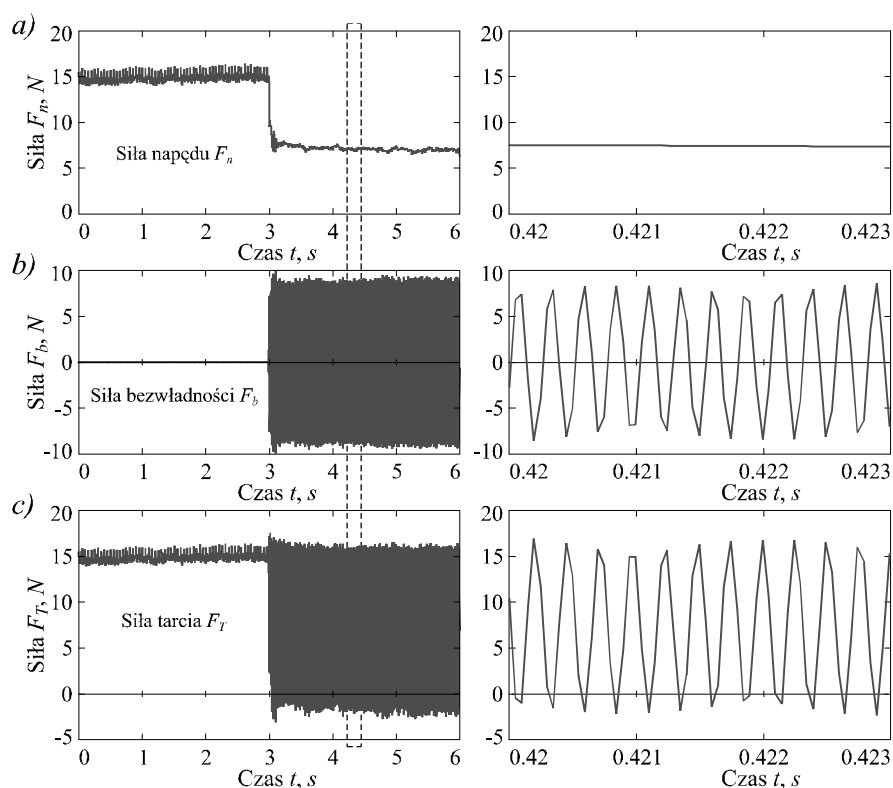 a)
20
15
10
5
0
Siła Fn, N
Siła napędu Fn
0 1 2 3 4 5 6
Czas t, s
20
15
10
5
0
0.42 0.421 0.422 0.423
Czas t, s
b)
10
5
0
-5
-10
Siła Fb, N
Siła bezwładności Fb
0 1 2 3 4 5 6
Czas t, s
10
5
0
-5
-10
0.42 0.421 0.422 0.423
Czas t, s
c)
20
15
10
5
0
-5
Siła FT, N
Siła tarcia FT
0 1 2 3 4 5 6
Czas t, s
20
15
10
5
0
-5
0.42 0.421 0.422 0.423
Czas t, s